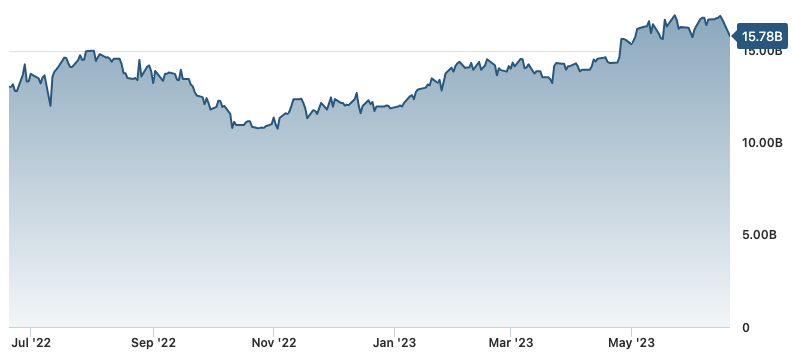 15.78B
15.00B
10.00B
5.00B
0
Jul '22
Sep '22
Nov '22
Jan '23
Mar '23
May '23